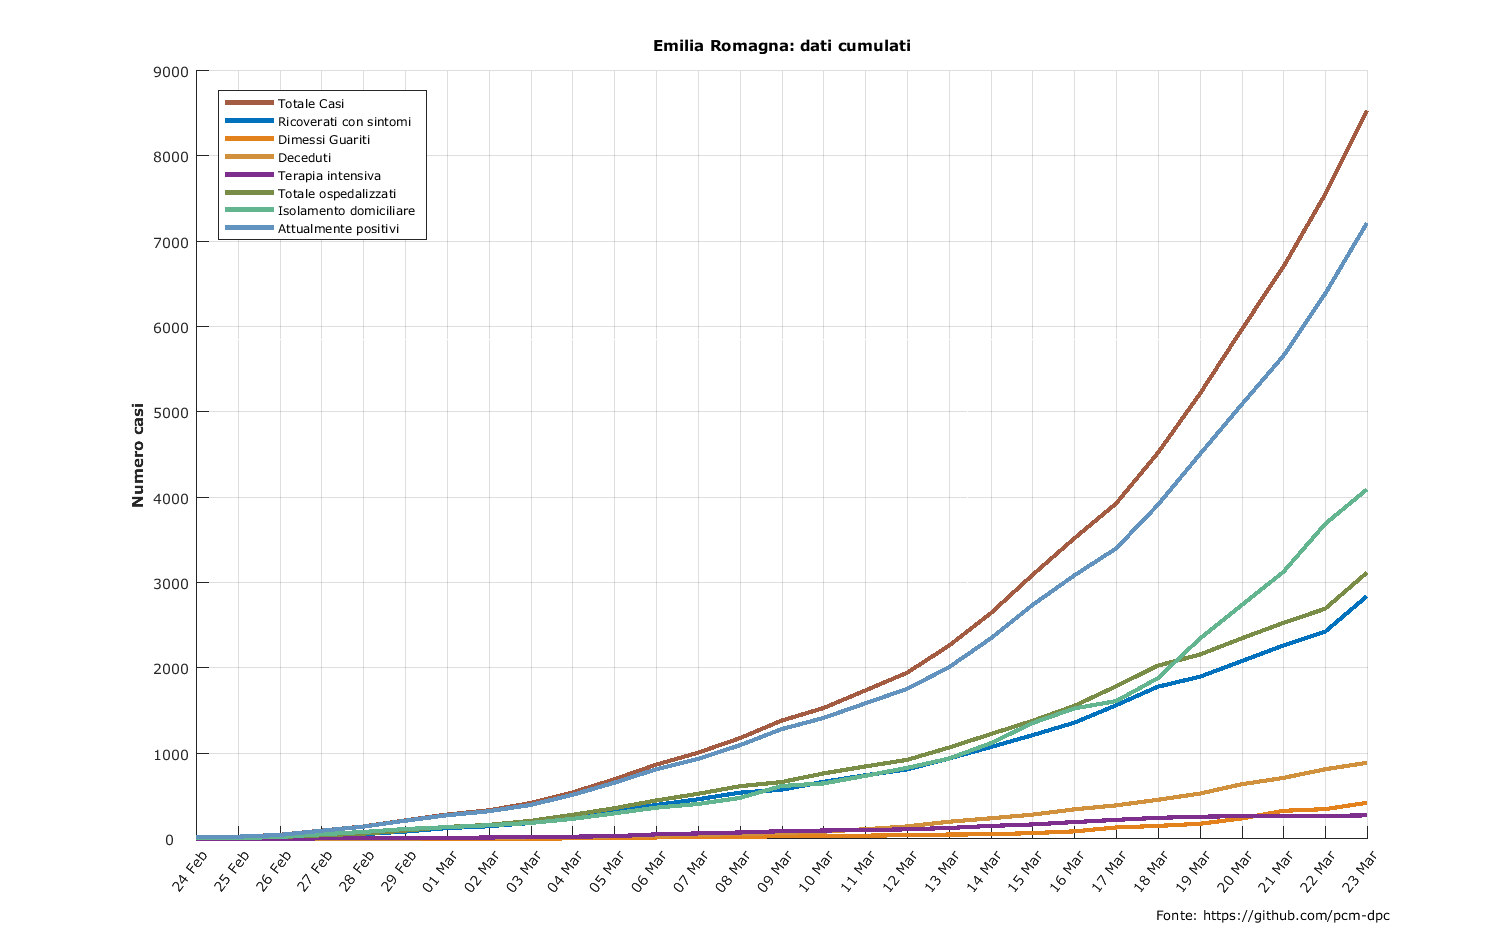 Emilia Romagna: dati cumulati
9000
8000
7000
6000
5000
4000
3000
2000
1000
0
Numero casi
Totale Casi
Ricoverati con sintomi
Dimessi Guariti
Deceduti
Terapia intensiva
Totale ospedalizzati
Isolamento domiciliare
Attualmente positivi
24 Feb
25 Feb
26 Feb
27 Feb
28 Feb
29 Feb
01 Mar
02 Mar
03 Mar
04 Mar
05 Mar
06 Mar
07 Mar
08 Mar
09 Mar
10 Mar
11 Mar
12 Mar
13 Mar
14 Mar
15 Mar
16 Mar
17 Mar
18 Mar
19 Mar
20 Mar
21 Mar
22 Mar
23 Mar
Fonte: https://github.com/pcm-dpc